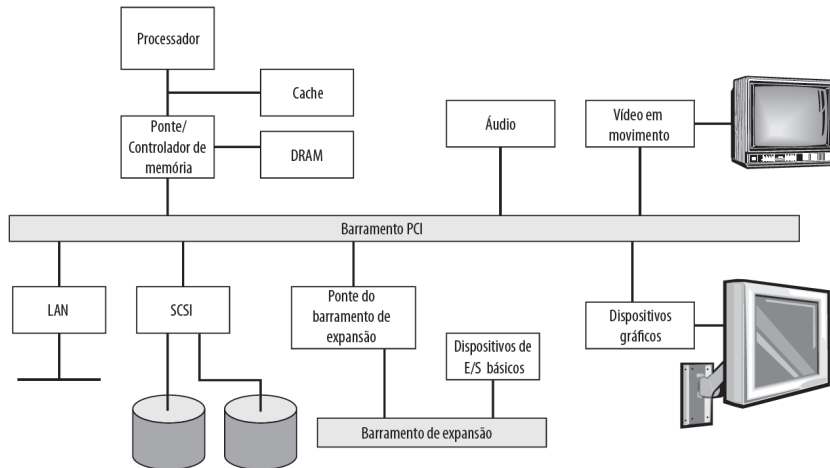 Processador
Cache
Ponte/
Controlador de
memória
DRAM
Áudio
Vídeo em
movimento
Barramento PCI
LAN
SCSI
Ponte do
barramento de
expansão
Dispositivos de
E/S básicos
Dispositivos
gráficos
Barramento de expansão